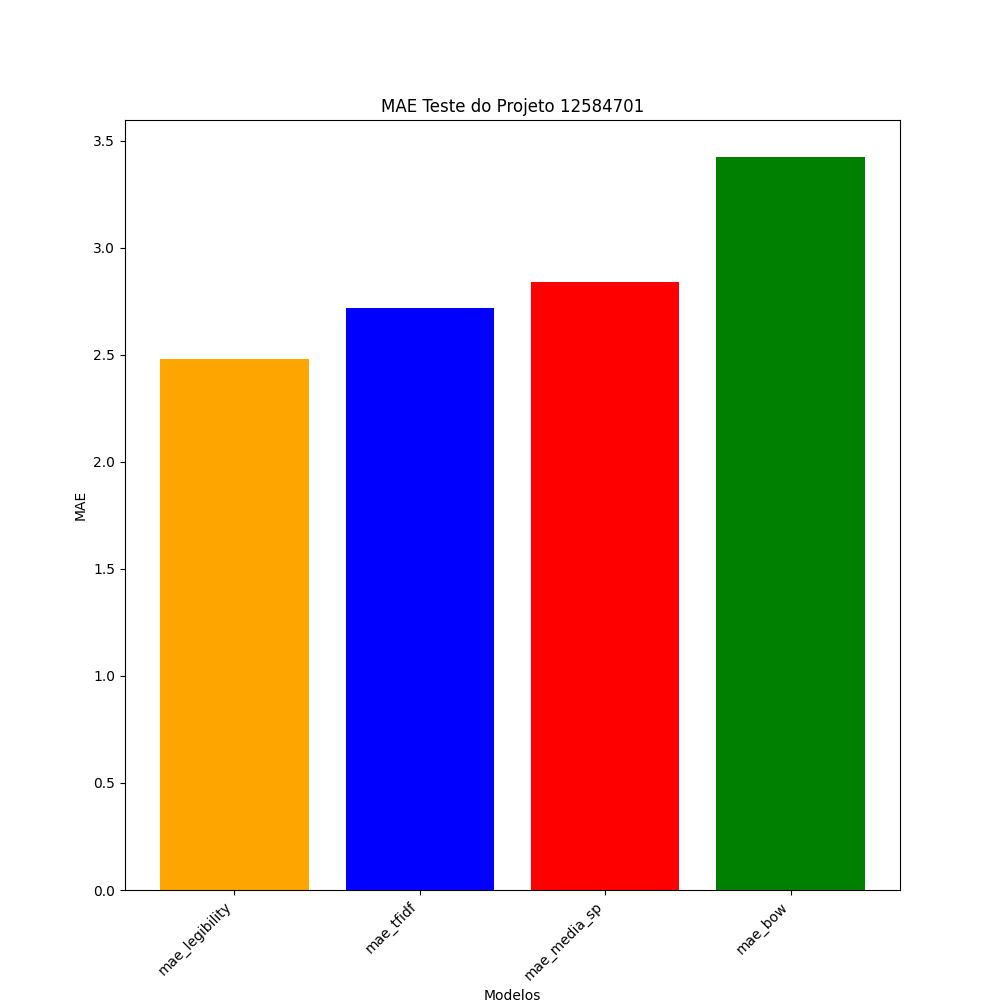 MAE Teste do Projeto 12584701
MAE
3.5
3.0
2.5
2.0
1.5
1.0
0.5
0.0
mae_legibility
mae_tfidf
mae_media_sp
mae_bow
Modelos